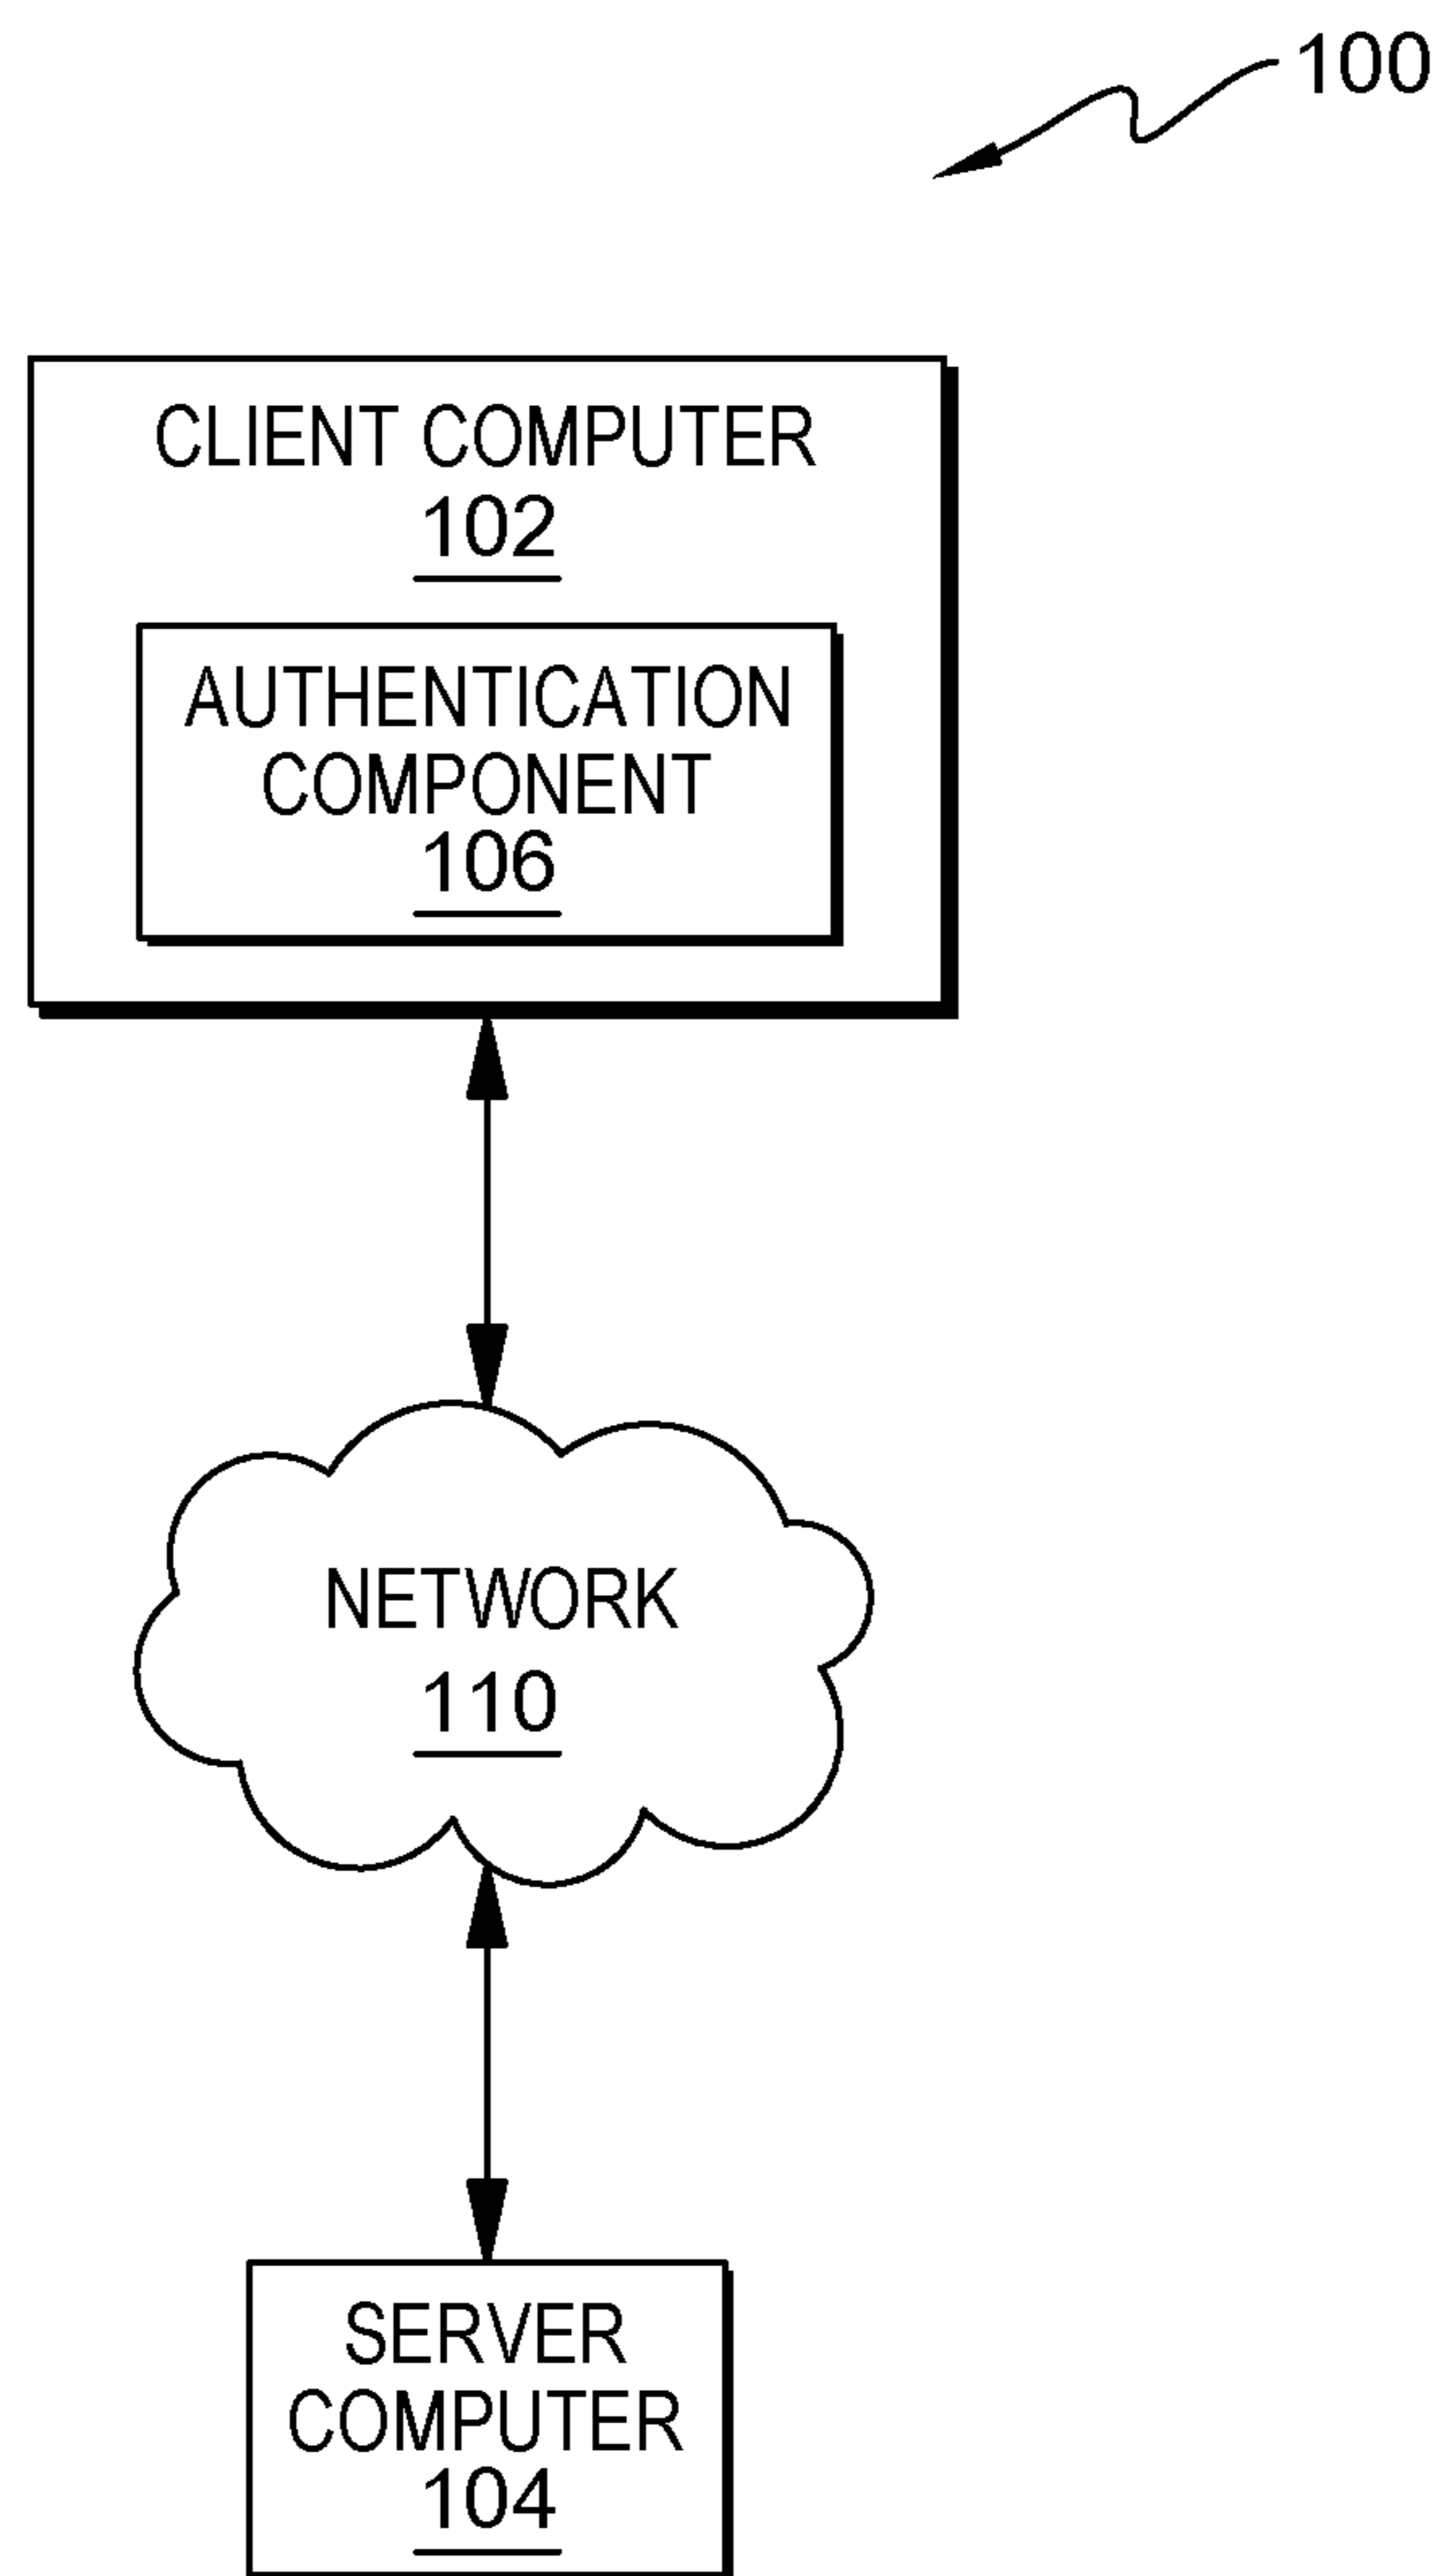 100
CLIENT COMPUTER
102
AUTHENTICATION
COMPONENT
106
NETWORK
110
SERVER
COMPUTER
104